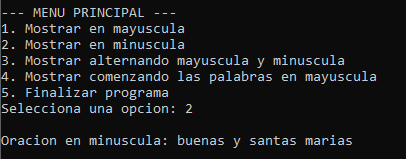 --- MENU PRINCIPAL ---
1. Mostrar en mayuscula
2. Mostrar en minuscula
3. Mostrar alternando mayuscula y minuscula
4. Mostrar comenzando las palabras en mayuscula
5. Finalizar programa
Selecciona una opcion: 2
Oracion en minuscula: buenas y santas marias